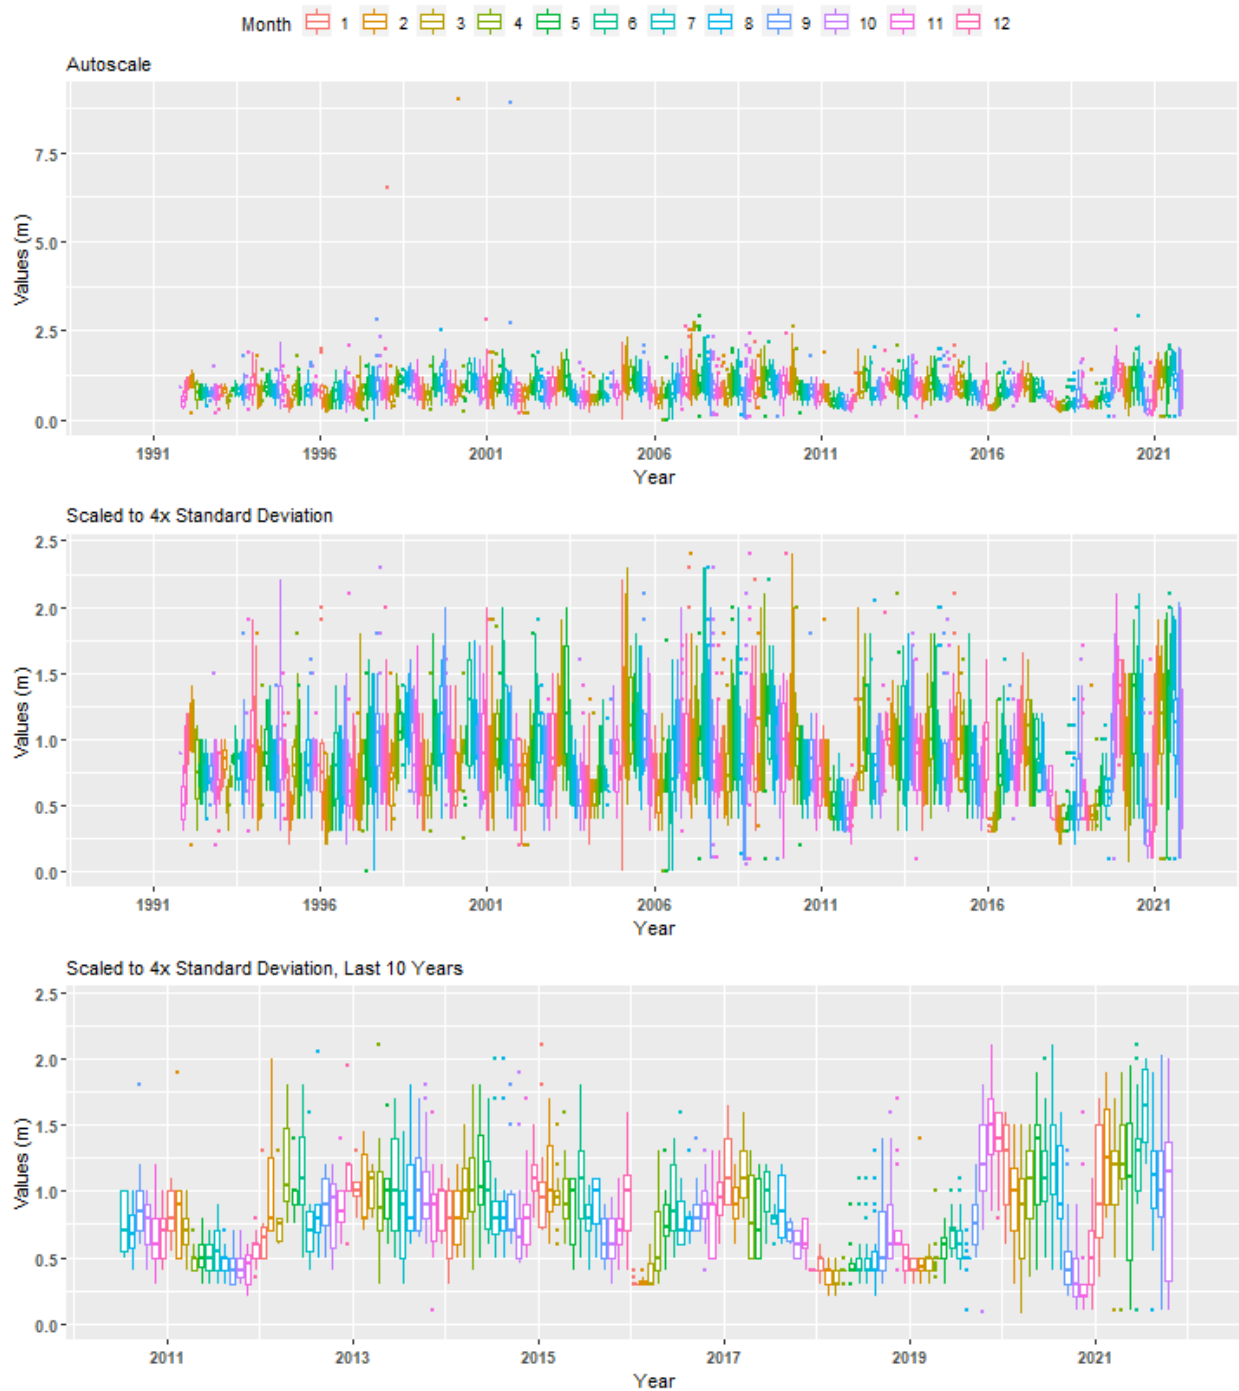 Month 1 2 3 4 5 6 7 8 9 10 11 12
Autoscale
7.5
5.0
2.5
0.0
Values (m)
1991 1996 2001 2006 2011 2016 2021
Year
Scaled to 4x Standard Deviation
2.5
2.0
1.5
1.0
0.5
0.0
Values (m)
1991 1996 2001 2006 2011 2016 2021
Year
Scaled to 4x Standard Deviation, Last 10 Years
2.5
2.0
1.5
1.0
0.5
0.0
Values (m)
2011 2013 2015 2017 2019 2021
Year